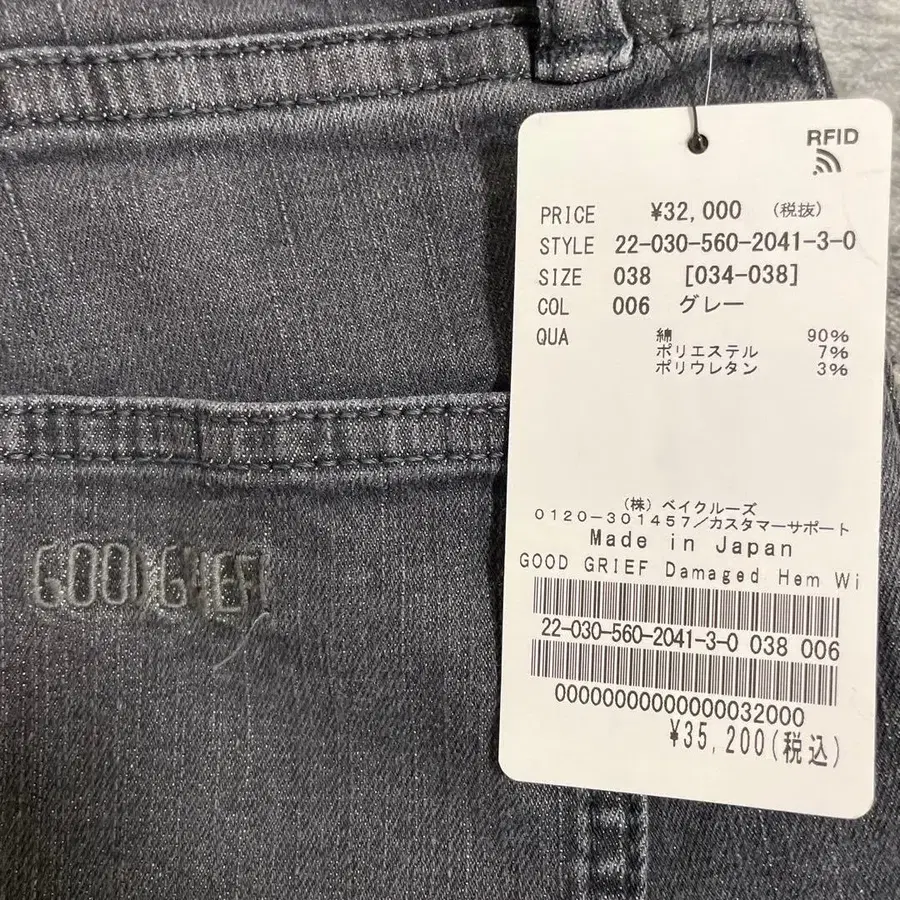 RFID
PRICE ¥32,000 (税抜)
STYLE 22-030-560-2041-3-0
SIZE 038 [034-038]
COL 006 グレー
QUA 綿 90%
ポリエステル 7%
ポリウレタン 3%
(株)ベイクルーズ
0120-301457/カスタマーサポート
Made in Japan
GOOD GRIEF Damaged Hem Wi
22-030-560-2041-3-0 038 006
0000000000000032000
¥35,200(税込)
GOODGRIEF